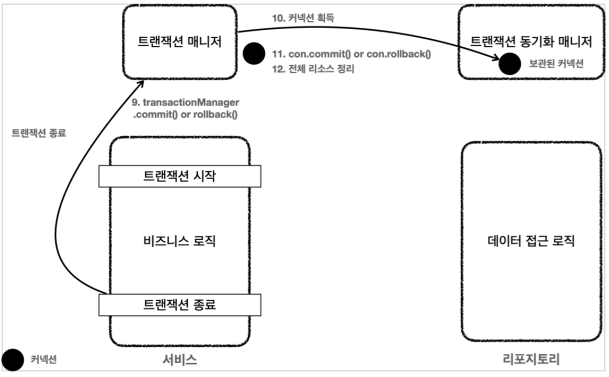 트랜잭션 매니저
10. 커넥션 획득
트랜잭션 동기화 매니저
보관된 커넥션
11. con.commit() or con.rollback()
12. 전체 리소스 정리
9. transactionManager
.commit() or rollback()
트랜잭션 종료
트랜잭션 시작
비즈니스 로직
데이터 접근 로직
트랜잭션 종료
커넥션
서비스
리포지토리